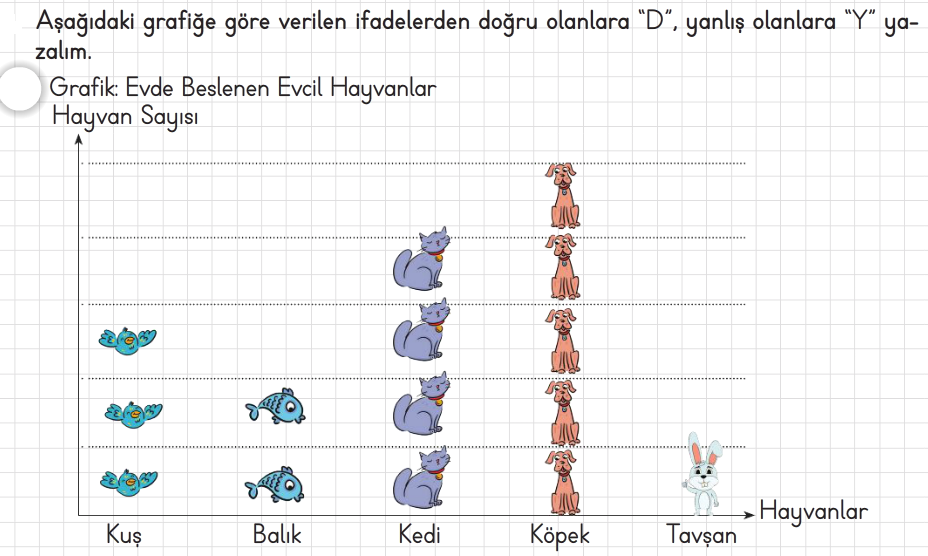 Aşağıdaki grafiğe göre verilen ifadelerden doğru olanlara “D”, yanlış olanlara “Y” ya-
zalım.
Grafik: Evde Beslenen Evcil Hayvanlar
Hayvan Sayısı
Hayvanlar
Kuş Balık Kedi Köpek Tavşan